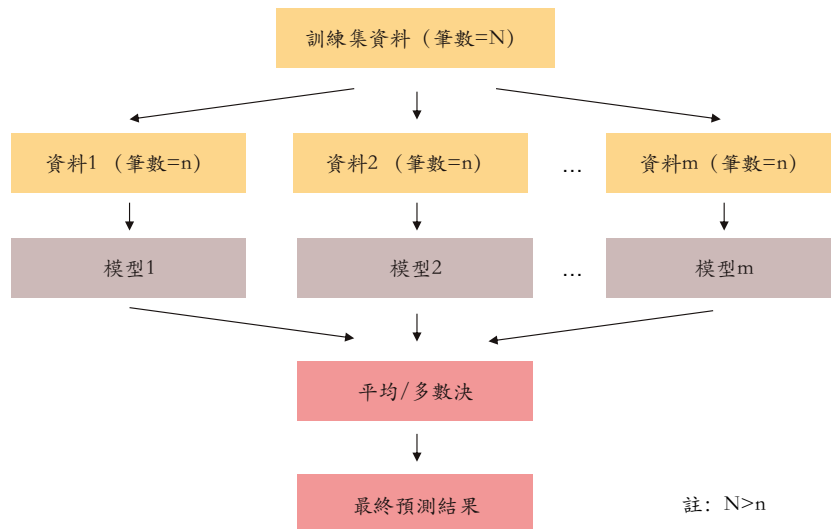 訓練集資料（筆數=N）
資料1（筆數=n）
資料2（筆數=n）
...
資料m（筆數=n）
模型1
模型2
...
模型m
平均/多數決
最終預測結果
註: N>n